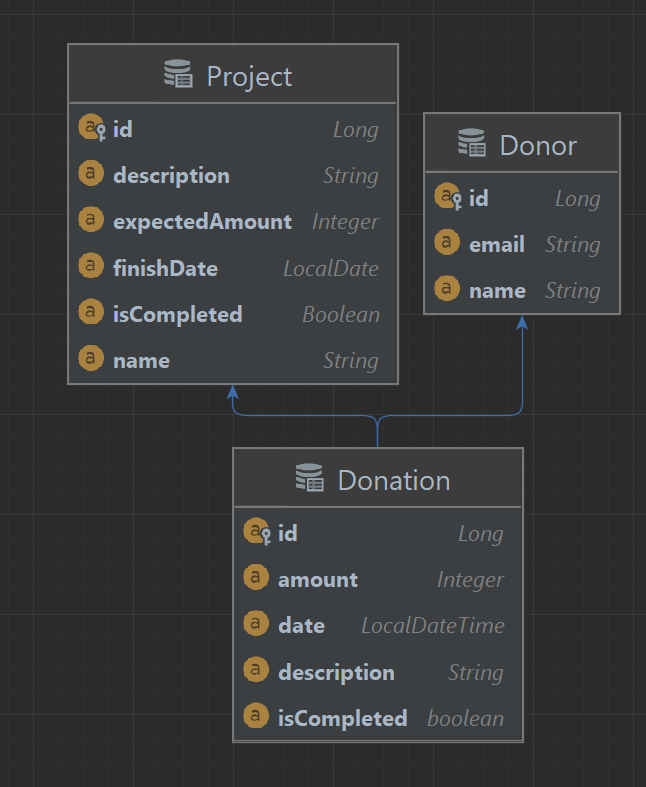 Project
id Long
description String
expectedAmount Integer
finishDate LocalDate
isCompleted Boolean
name String
Donor
id Long
email String
name String
Donation
id Long
amount Integer
date LocalDateTime
description String
isCompleted boolean